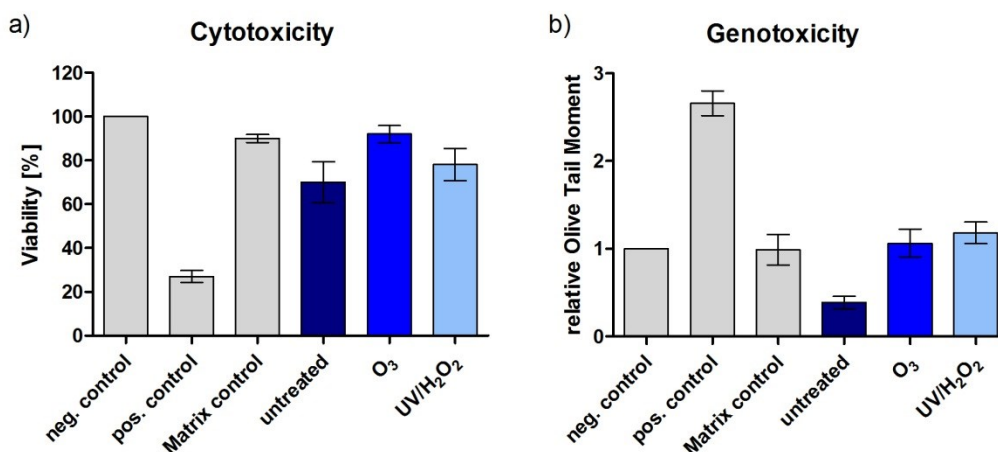 a)
Cytotoxicity
Viability [%]
120
100
80
60
40
20
0
neg. control
pos. control
Matrix control
untreated
O₃
UV/H₂O₂
b)
Genotoxicity
relative Olive Tail Moment
3
2
1
0
neg. control
pos. control
Matrix control
untreated
O₃
UV/H₂O₂